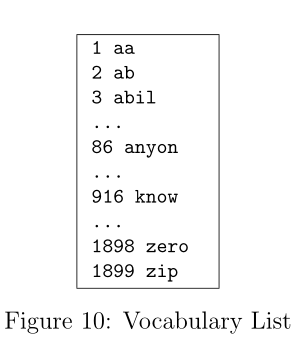 1 aa
2 ab
3 abil
...
86 anyon
...
916 know
...
1898 zero
1899 zip
Figure 10: Vocabulary List